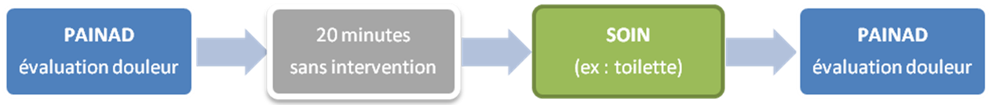 PAINAD
évaluation douleur
20 minutes
sans intervention
SOIN
(ex : toilette)
PAINAD
évaluation douleur